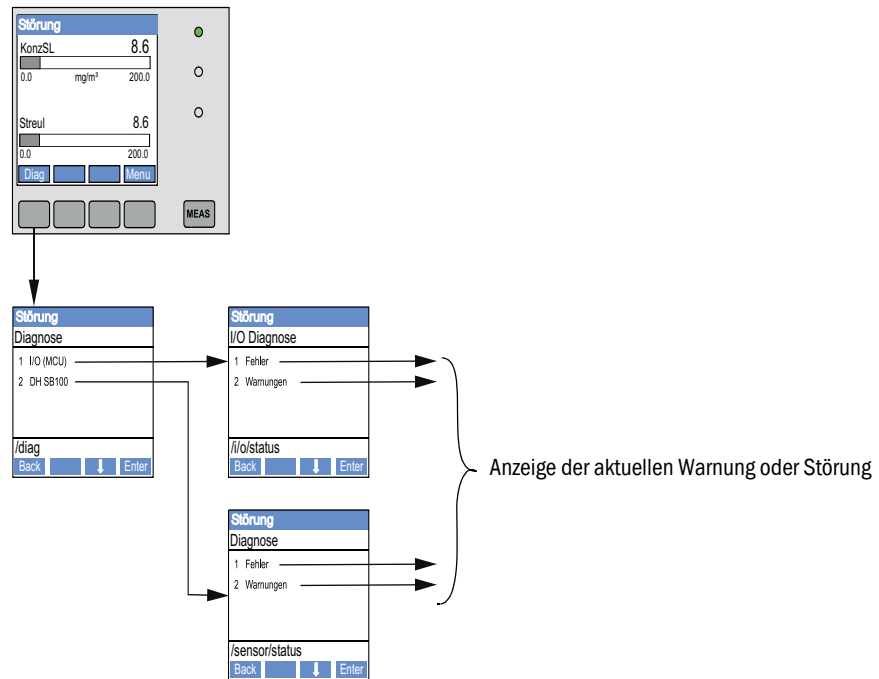 Störung
KonzSL 8.6
0.0 mg/m³ 200.0
Streul 8.6
0.0 200.0
Diag Menu
MEAS
Störung
Diagnose
1 I/O (MCU)
2 DH SB100
/diag
Back Enter
Störung
I/O Diagnose
1 Fehler
2 Warnungen
/i/o/status
Back Enter
Anzeige der aktuellen Warnung oder Störung
Störung
Diagnose
1 Fehler
2 Warnungen
/sensor/status
Back Enter